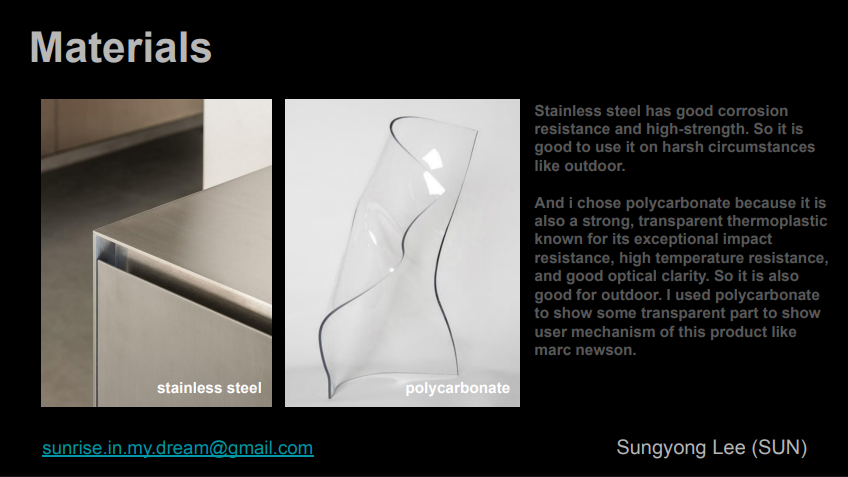 Materials
Stainless steel has good corrosion
resistance and high-strength. So it is
good to use it on harsh circumstances
like outdoor.
And i chose polycarbonate because it is
also a strong, transparent thermoplastic
known for its exceptional impact
resistance, high temperature resistance,
and good optical clarity. So it is also
good for outdoor. I used polycarbonate
to show some transparent part to show
user mechanism of this product like
marc newson.
stainless steel
polycarbonate
sunrise.in.my.dream@gmail.com
Sungyong Lee (SUN)